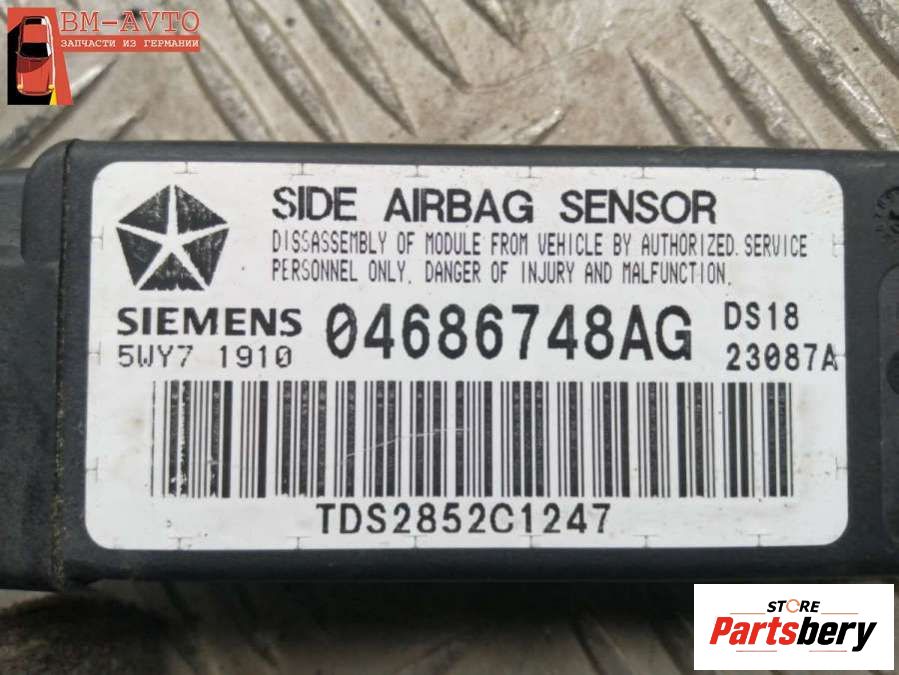 BM-AVTO
ЗАПЧАСТИ ИЗ ГЕРМАНИИ
SIDE AIRBAG SENSOR
DISSASSEMBLY OF MODULE FROM VEHICLE BY AUTHORIZED SERVICE
PERSONNEL ONLY. DANGER OF INJURY AND MALFUNCTION.
SIEMENS 04686748AG DS18
5WY7 1910 23087A
TDS2852C1247
STORE
Partsbery